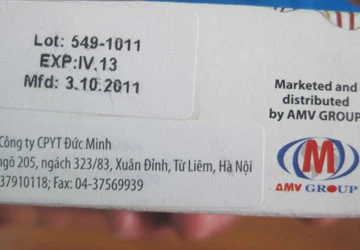 Lot: 549-1011
EXP:IV.13
Mfd: 3.10.2011
Marketed and
distributed
by AMV GROUP
Công ty CPYT Đức Minh
ngõ 205, ngách 323/83, Xuân Đỉnh, Từ Liêm, Hà Nội
37910118; Fax: 04-37569939
M
AMV GROUP